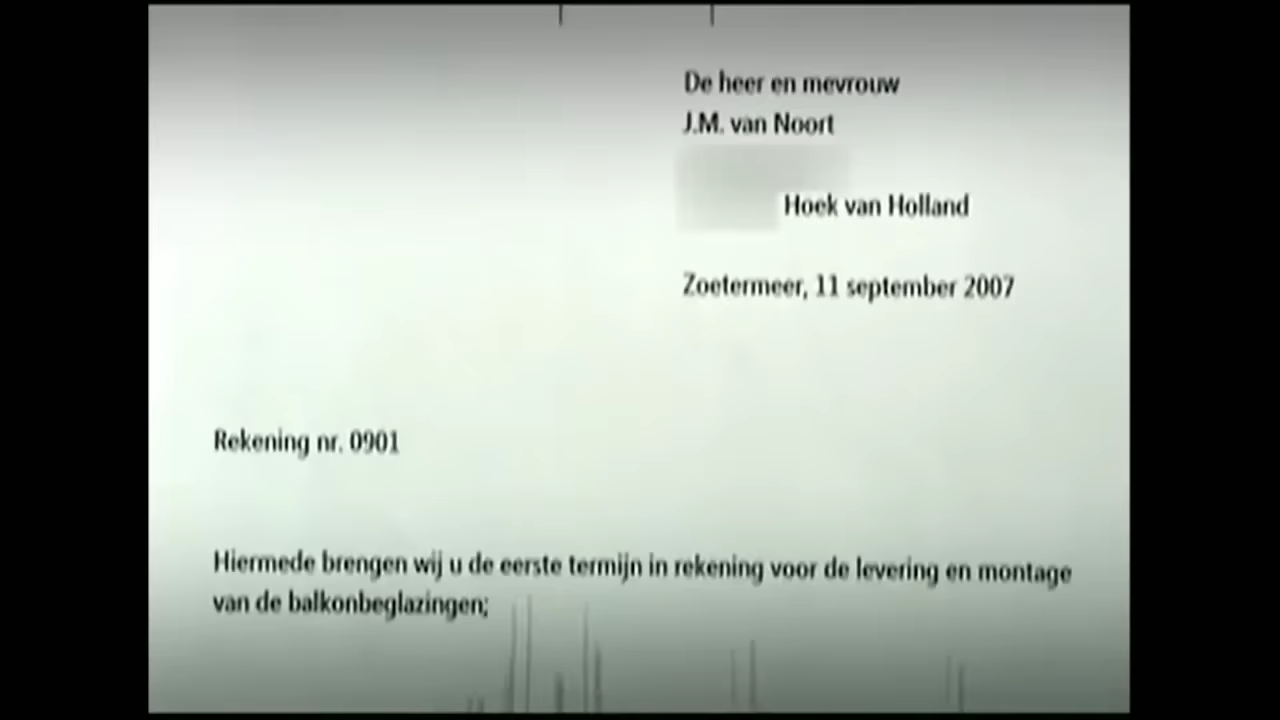 De heer en mevrouw
J.M. van Noort
Hoek van Holland
Zoetermeer, 11 september 2007
Rekening nr. 0901
Hiermede brengen wij u de eerste termijn in rekening voor de levering en montage
van de balkonbeglazingen;